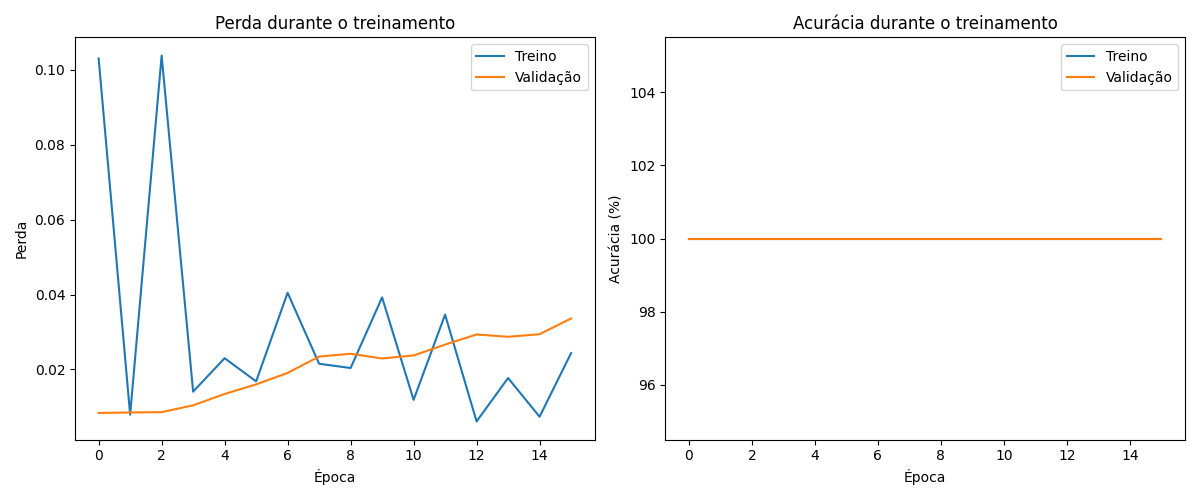 Perda durante o treinamento
Treino
Validação
0.10
0.08
0.06
0.04
0.02
Perda
0 2 4 6 8 10 12 14
Época
Acurácia durante o treinamento
Treino
Validação
104
102
100
98
96
Acurácia (%)
0 2 4 6 8 10 12 14
Época